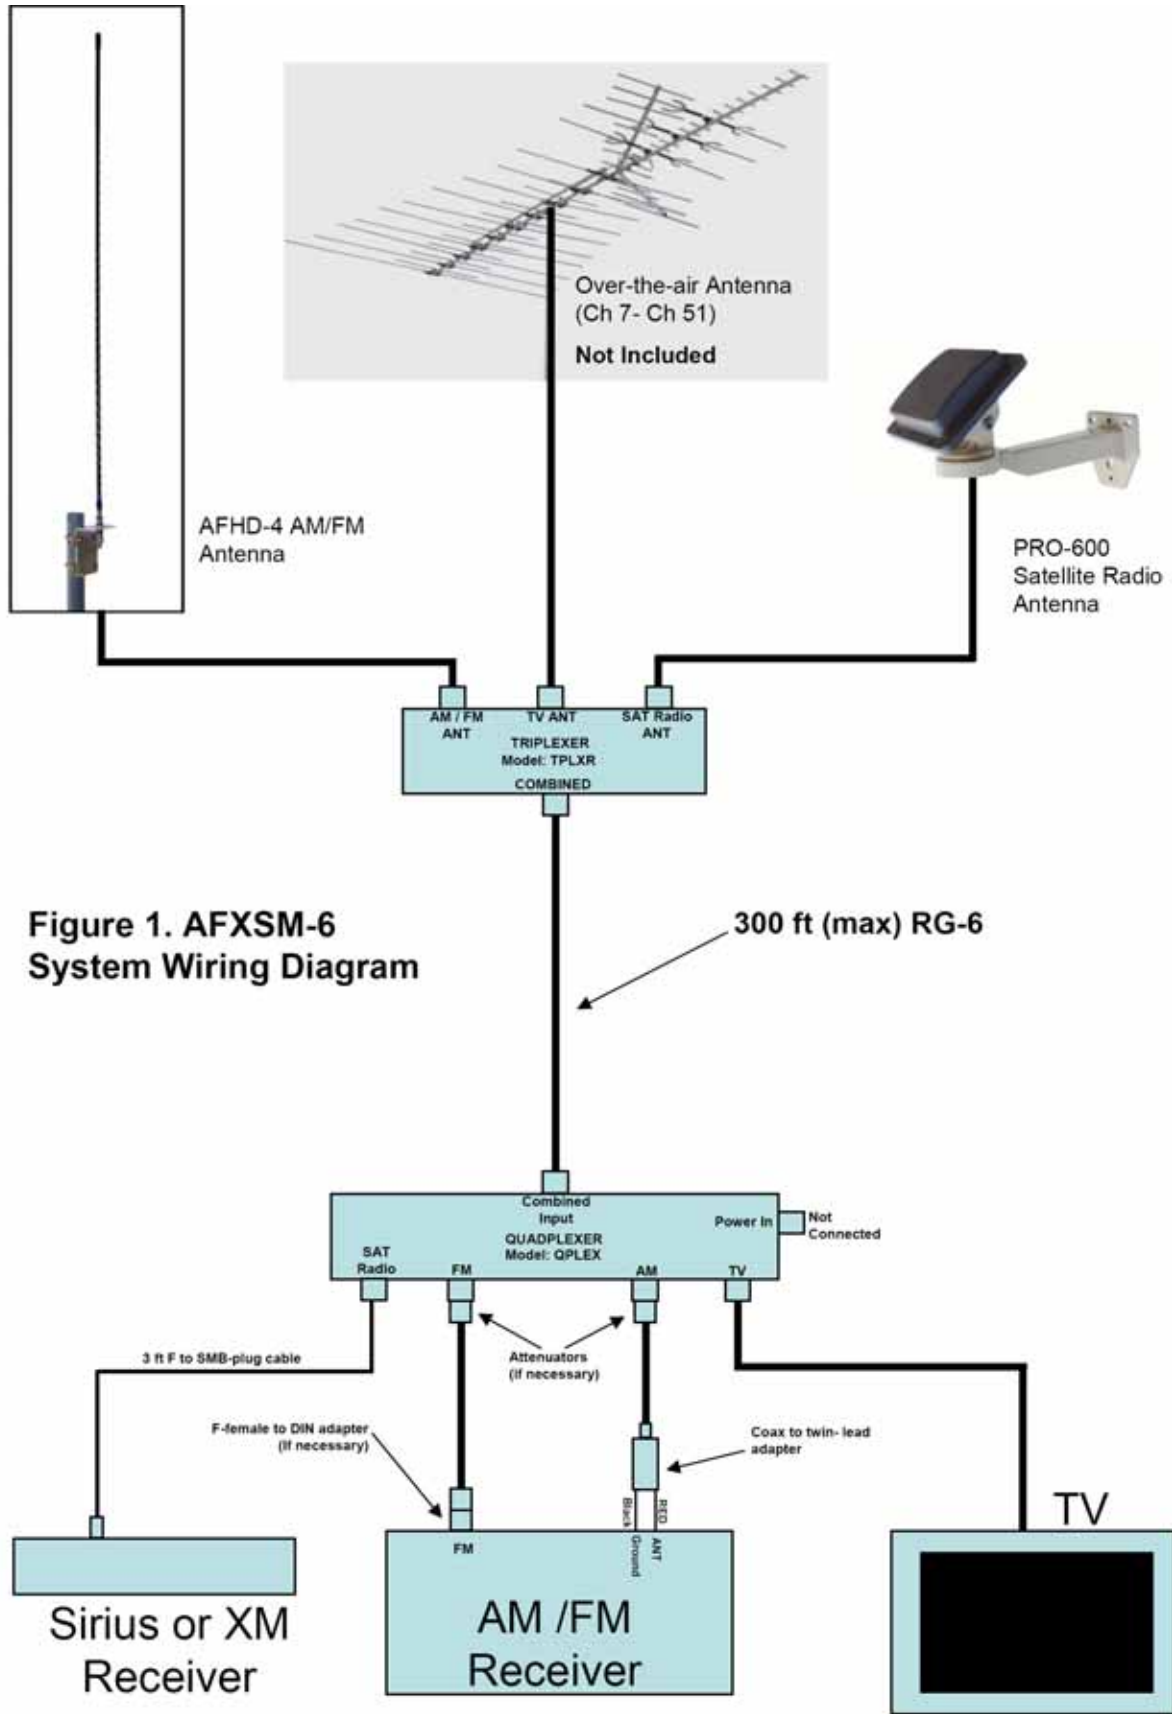 Over-the-air Antenna
(Ch 7- Ch 51)
Not Included
AFHD-4 AM/FM
Antenna
PRO-600
Satellite Radio
Antenna
AM / FM
ANT
TV ANT
SAT Radio
ANT
TRIPLEXER
Model: TPLXR
COMBINED
Figure 1. AFXSM-6
System Wiring Diagram
300 ft (max) RG-6
Combined
Input
QUADPLEXER
Model: QPLEX
Power In
Not
Connected
SAT
Radio
FM
AM
TV
3 ft F to SMB-plug cable
Attenuators
(if necessary)
F-female to DIN adapter
(If necessary)
Coax to twin- lead
adapter
Black
RED
Ground
ANT
FM
TV
Sirius or XM
Receiver
AM /FM
Receiver